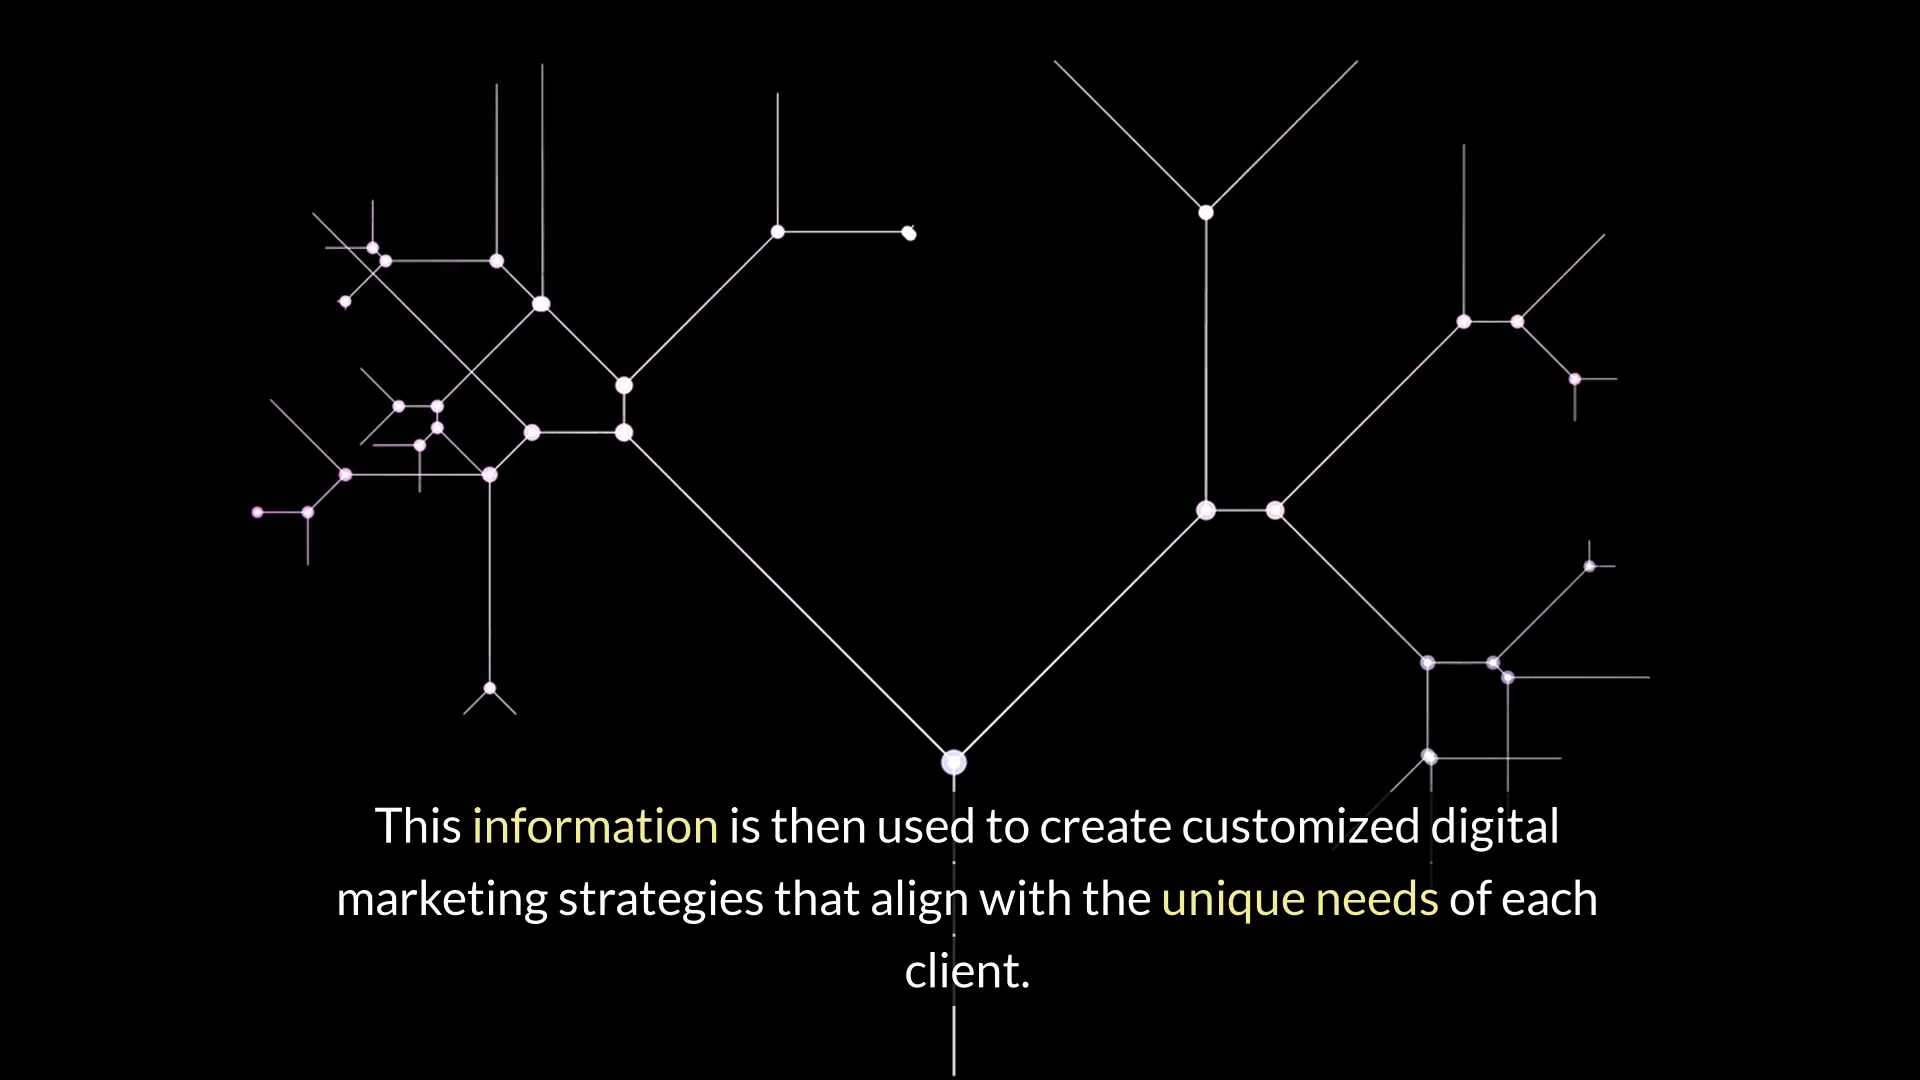 This information is then used to create customized digital
marketing strategies that align with the unique needs of each
client.